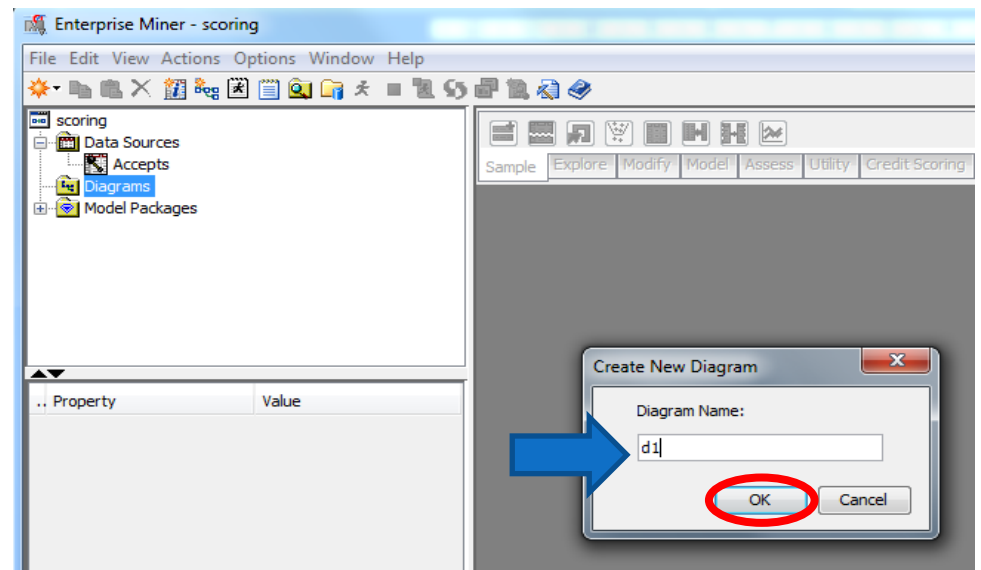 Enterprise Miner - scoring
File Edit View Actions Options Window Help
scoring
Data Sources
Accepts
Diagrams
Model Packages
Sample Explore Modify Model Assess Utility Credit Scoring
.. Property Value
Create New Diagram
Diagram Name:
d1
OK Cancel